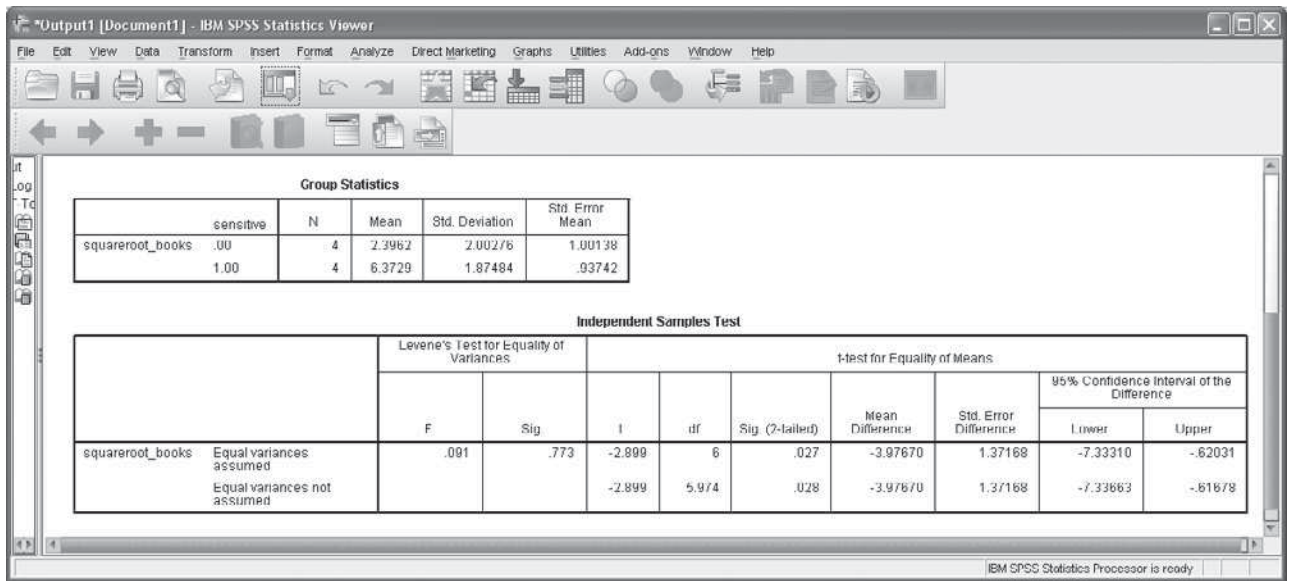 *Output1 [Document1] - IBM SPSS Statistics Viewer
File Edit View Data Transform Insert Format Analyze Direct Marketing Graphs Utilities Add-ons Window Help
Group Statistics
sensitive N Mean Std. Deviation Std. Error Mean
squareroot_books .00 4 2.3962 2.00276 1.00138
1.00 4 6.3729 1.87484 .93742
Independent Samples Test
Levene's Test for Equality of Variances t-test for Equality of Means
95% Confidence Interval of the Difference
F Sig t df Sig. (2-tailed) Mean Difference Std. Error Difference Lower Upper
squareroot_books Equal variances assumed .091 .773 -2.899 6 .027 -3.97670 1.37168 -7.33310 -.62031
Equal variances not assumed -2.899 5.974 .028 -3.97670 1.37168 -7.33663 -.61678
IBM SPSS Statistics Processor is ready